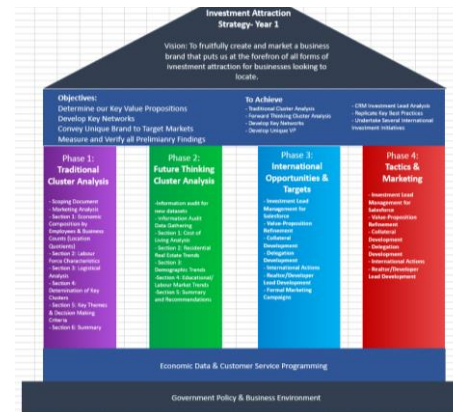 Investment Attraction
Strategy- Year 1
Vision: To fruitfully create and market a business
brand that puts us at the forefron of all forms of
ivnestment attraction for businesses looking to
locate.
Objectives:
Determine our Key Value Propositions
Develop Key Networks
Convey Unique Brand to Target Markets
Measure and Verify all Prelimianry Findings
To Achieve
- Traditional Cluster Analysis
- Forward Thinking Cluster Analysis
- Develop Key Networks
- Develop Unique VP
- CRM Investment Lead Analysis
- Replicate Key Best Practices
- Undertake Several International
Investment Initiatives
Phase 1:
Traditional
Cluster Analysis
- Scoping Document
- Marketing Analysis
- Section 1: Economic
Composition By
Employees & Business
Counts (Location
Quotients)
- Section 2: Labour
Force Characteristics
- Section 3: Logistical
Analysis
- Section 4:
Determination of Key
Clusters
- Section 5: Key Themes
& Decision Making
Criteria
- Section 6: Summary
Phase 2:
Future Thinking
Cluster Analysis
-Information audit for
new datasets
- Information Audit
Data Gathering
- Section 1: Cost of
Living Analysis
- Section 2: Residential
Real Estate Trends
- Section 3:
Demographic Trends
-Section 4: Educational/
Labour Market Trends
-Section 5: Summary
and Recommendations
Phase 3:
International
Opportunities &
Targets
- Investment Lead
Management for
Salesforce
- Value-Proposition
Refinement
- Collateral
Development
- Delegation
Development
- International Actions
- Realtor/Developer
Lead Development
- Formal Marketing
Campaigns
Phase 4:
Tactics &
Marketing
- Investment Lead
Management for
Salesforce
- Value-Proposition
Refinement
- Collateral
Development
- Delegation
Development
- International Actions
- Realtor/Developer
Lead Development
Economic Data & Customer Service Programming
Government Policy & Business Environment